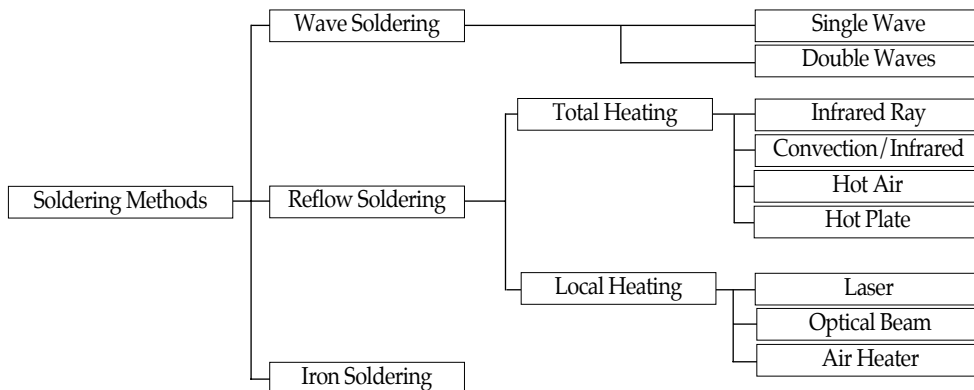 Wave Soldering
Single Wave
Double Waves
Total Heating
Infrared Ray
Convection/Infrared
Hot Air
Hot Plate
Soldering Methods
Reflow Soldering
Local Heating
Laser
Optical Beam
Air Heater
Iron Soldering